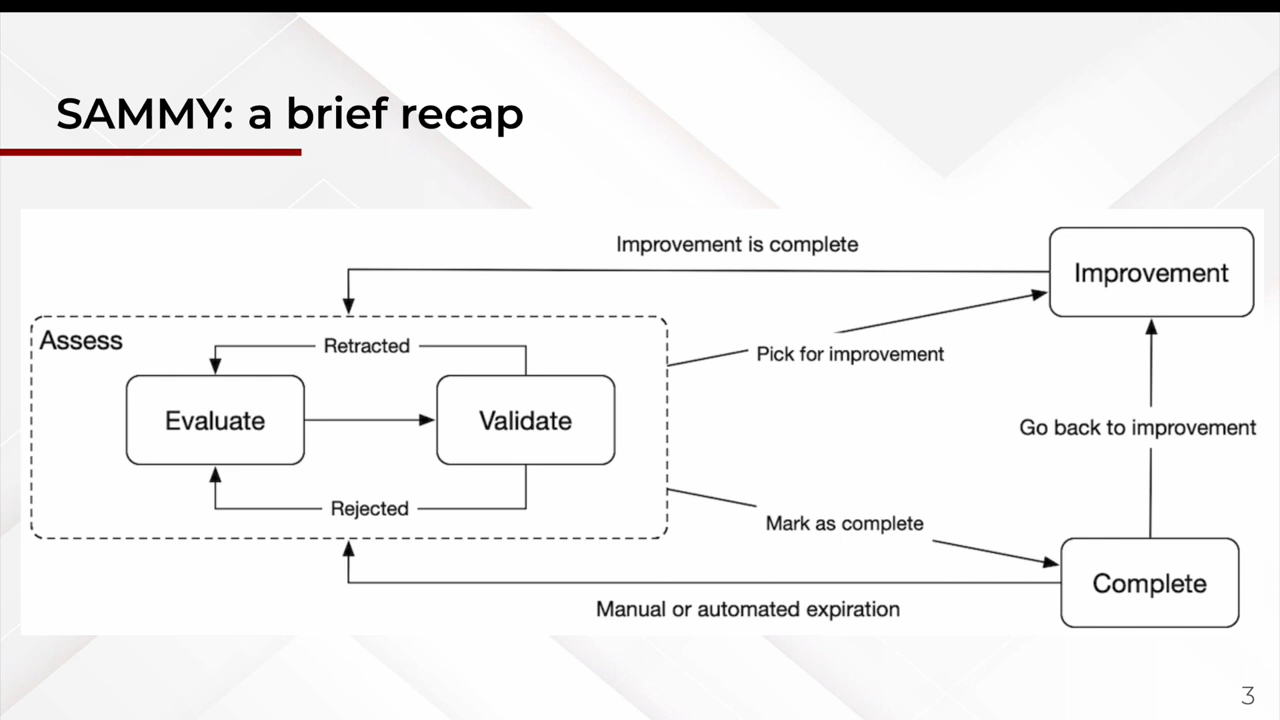 SAMMY: a brief recap
Improvement is complete
Improvement
Assess
Retracted
Pick for improvement
Evaluate
Validate
Go back to improvement
Rejected
Mark as complete
Complete
Manual or automated expiration
3